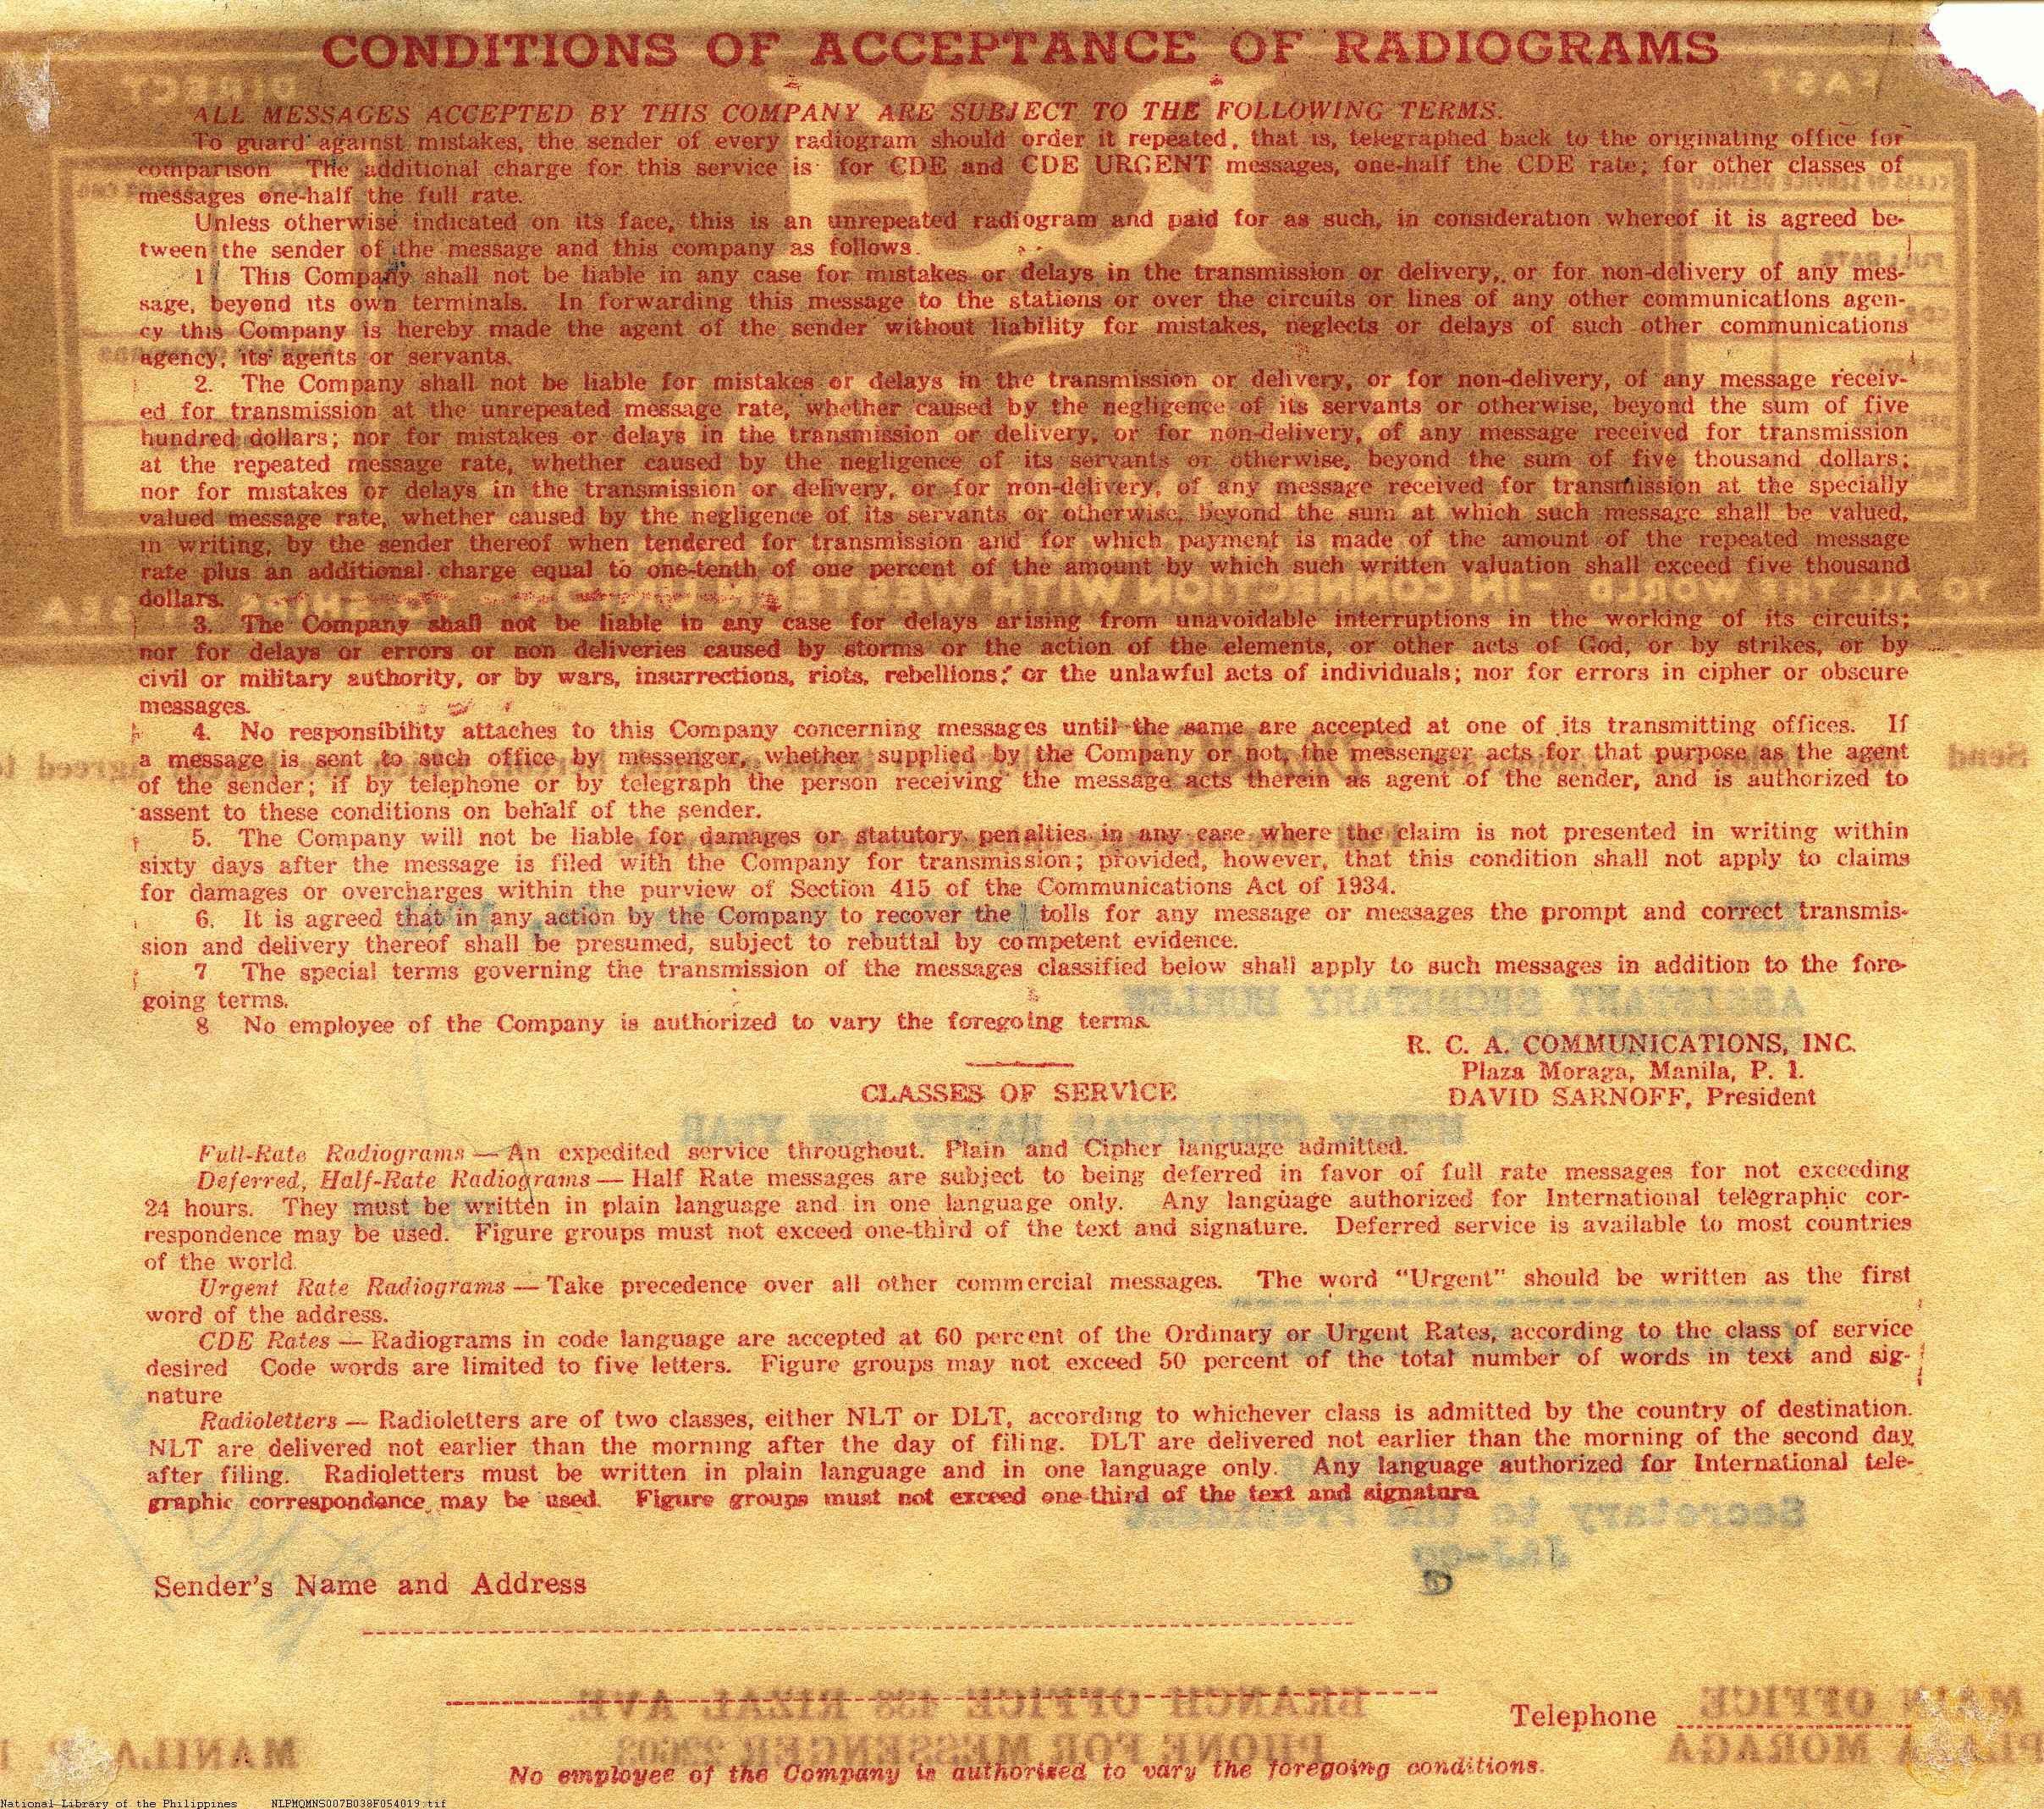 CONDITIONS OF ACCEPTANCE OF RADIOGRAMS
ALL MESSAGES ACCEPTED BY THIS COMPANY ARE SUBJECT TO THE FOLLOWING TERMS.
To guard against mistakes, the sender of every radiogram should order it repeated, that is, telegraphed back to the originating office for
comparison The additional charge for this service is for CDE and CDE URGENT messages, one-half the CDE rate; for other classes of
messages one-half the full rate.
Unless otherwise indicated on its face, this is an unrepeated radiogram and paid for as such, in consideration whereof it is agreed be-
tween the sender of the message and this company as follows.
1 This Company shall not be liable in any case for mistakes or delays in the transmission or delivery, or for non-delivery of any mes-
sage, beyond its own terminals. In forwarding this message to the stations or over the circuits or lines of any other communications agen-
cy this Company is hereby made the agent of the sender without liability for mistakes, neglects or delays of such other communications
agency, its agents or servants.
2. The Company shall not be liable for mistakes or delays in the transmission or delivery, or for non-delivery, of any message receiv-
ed for transmission at the unrepeated message rate, whether caused by the negligence of its servants or otherwise, beyond the sum of five
hundred dollars; nor for mistakes or delays in the transmission or delivery, or for non-delivery, of any message received for transmission
at the repeated message rate, whether caused by the negligence of its servants or otherwise, beyond the sum of five thousand dollars;
nor for mistakes or delays in the transmission or delivery, or for non-delivery, of any message received for transmission at the specially
valued message rate, whether caused by the negligence of its servants or otherwise, beyond the sum at which such message shall be valued,
in writing, by the sender thereof when tendered for transmission and for which payment is made of the amount of the repeated message
rate plus an additional charge equal to one-tenth of one percent of the amount by which such written valuation shall exceed five thousand
dollars.
3. The Company shall not be liable in any case for delays arising from unavoidable interruptions in the working of its circuits;
nor for delays or errors or non deliveries caused by storms or the action of the elements, or other acts of God, or by strikes, or by
civil or military authority, or by wars, insurrections, riots, rebellions, or the unlawful acts of individuals; nor for errors in cipher or obscure
messages.
4. No responsibility attaches to this Company concerning messages until the same are accepted at one of its transmitting offices. If
a message is sent to such office by messenger, whether supplied by the Company or not, the messenger acts for that purpose as the agent
of the sender; if by telephone or by telegraph the person receiving the message acts therein as agent of the sender, and is authorized to
assent to these conditions on behalf of the sender.
5. The Company will not be liable for damages or statutory penalties in any case where the claim is not presented in writing within
sixty days after the message is filed with the Company for transmission; provided, however, that this condition shall not apply to claims
for damages or overcharges within the purview of Section 415 of the Communications Act of 1934.
6. It is agreed that in any action by the Company to recover the tolls for any message or messages the prompt and correct transmis-
sion and delivery thereof shall be presumed, subject to rebuttal by competent evidence.
7 The special terms governing the transmission of the messages classified below shall apply to such messages in addition to the fore-
going terms.
8 No employee of the Company is authorized to vary the foregoing terms.
R. C. A. COMMUNICATIONS, INC.
Plaza Moraga, Manila, P. I.
DAVID SARNOFF, President
CLASSES OF SERVICE
Full-Rate Radiograms — An expedited service throughout. Plain and Cipher language admitted.
Deferred, Half-Rate Radiograms — Half Rate messages are subject to being deferred in favor of full rate messages for not exceeding
24 hours. They must be written in plain language and in one language only. Any language authorized for International telegraphic cor-
respondence may be used. Figure groups must not exceed one-third of the text and signature. Deferred service is available to most countries
of the world.
Urgent Rate Radiograms — Take precedence over all other commercial messages. The word "Urgent" should be written as the first
word of the address.
CDE Rates — Radiograms in code language are accepted at 60 percent of the Ordinary or Urgent Rates, according to the class of service
desired Code words are limited to five letters. Figure groups may not exceed 50 percent of the total number of words in text and sig-
nature
Radioletters — Radioletters are of two classes, either NLT or DLT, according to whichever class is admitted by the country of destination.
NLT are delivered not earlier than the morning after the day of filing. DLT are delivered not earlier than the morning of the second day
after filing. Radioletters must be written in plain language and in one language only. Any language authorized for International tele-
graphic correspondence may be used. Figure groups must not exceed one-third of the text and signature
Sender's Name and Address
Telephone
No employee of the Company is authorized to vary the foregoing conditions.
National Library of the Philippines NLPMQMNS007B038F054019.tif